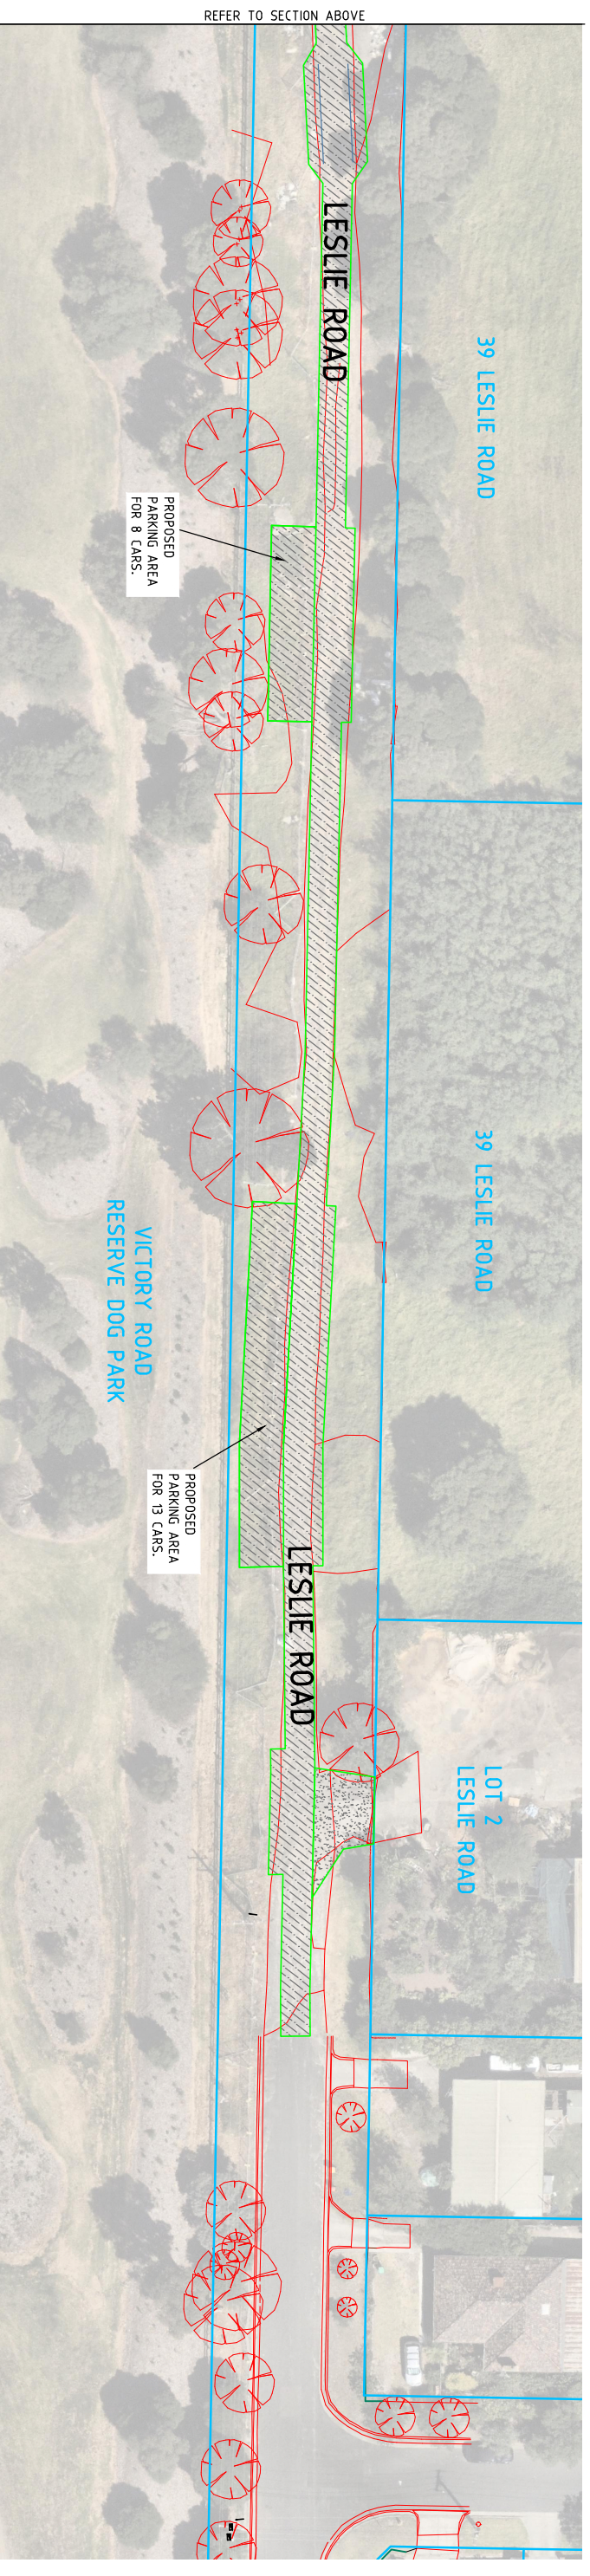 REFER TO SECTION ABOVE
LESLIE ROAD
39 LESLIE ROAD
PROPOSED
PARKING AREA
FOR 8 CARS.
39 LESLIE ROAD
VICTORY ROAD
RESERVE DOG PARK
PROPOSED
PARKING AREA
FOR 13 CARS.
LESLIE ROAD
LOT 2
LESLIE ROAD